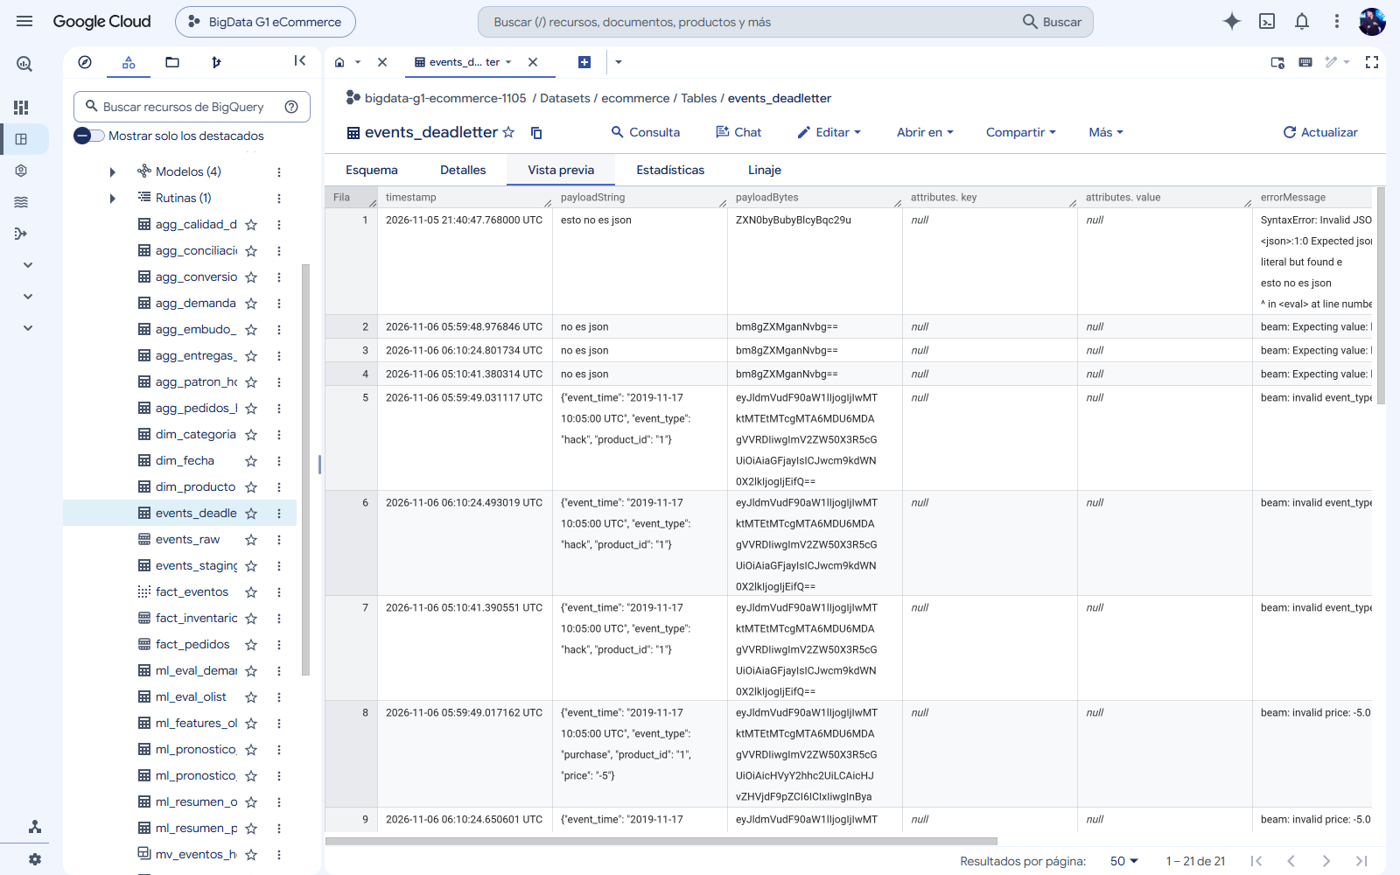 Google Cloud
BigData G1 eCommerce
Buscar (/) recursos, documentos, productos y más
Buscar
events_d... ter
Buscar recursos de BigQuery
Mostrar solo los destacados
Modelos (4)
Rutinas (1)
agg_calidad_d
agg_conciliaci
agg_conversio
agg_demanda
agg_embudo_
agg_entregas_
agg_patron_ho
agg_pedidos_l
dim_categoria
dim_fecha
dim_producto
events_deadle
events_raw
events_staging
fact_eventos
fact_inventaric
fact_pedidos
ml_eval_demar
ml_eval_olist
ml_features_ol
ml_pronostico_
ml_pronostico_
ml_resumen_o
ml_resumen_p
mv_eventos_h
bigdata-g1-ecommerce-1105 / Datasets / ecommerce / Tables / events_deadletter
events_deadletter
Consulta
Chat
Editar
Abrir en
Compartir
Más
Actualizar
Esquema
Detalles
Vista previa
Estadísticas
Linaje
Fila timestamp payloadString payloadBytes attributes. key attributes. value errorMessage
1 2026-11-05 21:40:47.768000 UTC esto no es json ZXN0byBubyBlcyBqc29u null null SyntaxError: Invalid JSO
<json>:1:0 Expected json
literal but found e
esto no es json
^ in <eval> at line numbe
2 2026-11-06 05:59:48.976846 UTC no es json bm8gZXMganNvbg== null null beam: Expecting value: l
3 2026-11-06 06:10:24.801734 UTC no es json bm8gZXMganNvbg== null null beam: Expecting value: l
4 2026-11-06 05:10:41.380314 UTC no es json bm8gZXMganNvbg== null null beam: Expecting value: l
5 2026-11-06 05:59:49.031117 UTC {"event_time": "2019-11-17 eyJldmVudF90aW1lIjogIjIwMT null null beam: invalid event_type
10:05:00 UTC", "event_type": ktMTEtMTcgMTA6MDU6MDA
"hack", "product_id": "1"} gVVRDIiwgImV2ZW50X3R5cG
UiOiAiaGFjayIsICJwcm9kdWN
0X2lkIjogIjEifQ==
6 2026-11-06 06:10:24.493019 UTC {"event_time": "2019-11-17 eyJldmVudF90aW1lIjogIjIwMT null null beam: invalid event_type
10:05:00 UTC", "event_type": ktMTEtMTcgMTA6MDU6MDA
"hack", "product_id": "1"} gVVRDIiwgImV2ZW50X3R5cG
UiOiAiaGFjayIsICJwcm9kdWN
0X2lkIjogIjEifQ==
7 2026-11-06 05:10:41.390551 UTC {"event_time": "2019-11-17 eyJldmVudF90aW1lIjogIjIwMT null null beam: invalid event_type
10:05:00 UTC", "event_type": ktMTEtMTcgMTA6MDU6MDA
"hack", "product_id": "1"} gVVRDIiwgImV2ZW50X3R5cG
UiOiAiaGFjayIsICJwcm9kdWN
0X2lkIjogIjEifQ==
8 2026-11-06 05:59:49.017162 UTC {"event_time": "2019-11-17 eyJldmVudF90aW1lIjogIjIwMT null null beam: invalid price: -5.0
10:05:00 UTC", "event_type": ktMTEtMTcgMTA6MDU6MDA
"purchase", "product_id": "1", gVVRDIiwgImV2ZW50X3R5cG
"price": "-5"} UiOiAicHVyY2hhc2UiLCAicHJ
vZHVjdF9pZCI6ICIxIiwgInBya
9 2026-11-06 06:10:24.650601 UTC {"event_time": "2019-11-17 eyJldmVudF90aW1lIjogIjIwMT null null beam: invalid price: -5.0
Resultados por página: 50 1 – 21 de 21